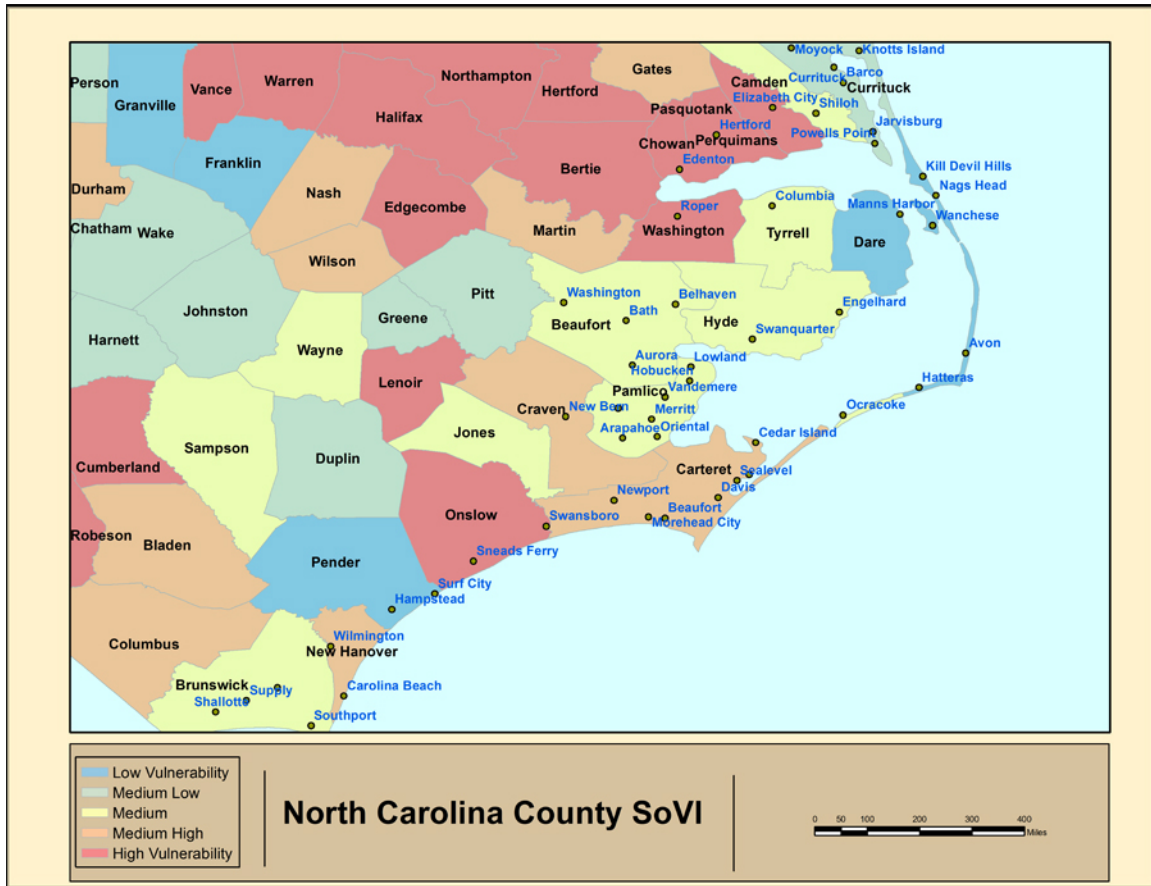 Moyock
Knotts Island
Person
Granville
Vance
Warren
Northampton
Hertford
Gates
Camden
Currituck
Barco
Currituck
Halifax
Pasquotank
Elizabeth City
Shiloh
Hertford
Powells Point
Jarvisburg
Franklin
Chowan
Perquimans
Edenton
Bertie
Durham
Nash
Edgecombe
Kill Devil Hills
Nags Head
Chatham
Wake
Martin
Roper
Washington
Columbia
Tyrrell
Manns Harbor
Wanchese
Dare
Wilson
Johnston
Greene
Pitt
Washington
Bath
Belhaven
Beaufort
Hyde
Engelhard
Swanquarter
Harnett
Wayne
Aurora
Lowland
Hobucken
Avon
Lenoir
Pamlico
Vandemere
Hatteras
Craven
New Bern
Merritt
Ocracoke
Arapahoe
Oriental
Jones
Sampson
Duplin
Cedar Island
Cumberland
Carteret
Sealevel
Davis
Newport
Beaufort
Morehead City
Onslow
Swansboro
Robeson
Bladen
Sneads Ferry
Pender
Surf City
Hampstead
Columbus
Wilmington
New Hanover
Brunswick
Supply
Shallotte
Carolina Beach
Southport
Low Vulnerability
Medium Low
Medium
Medium High
High Vulnerability
North Carolina County SoVI
0 50 100 200 300 400
Miles